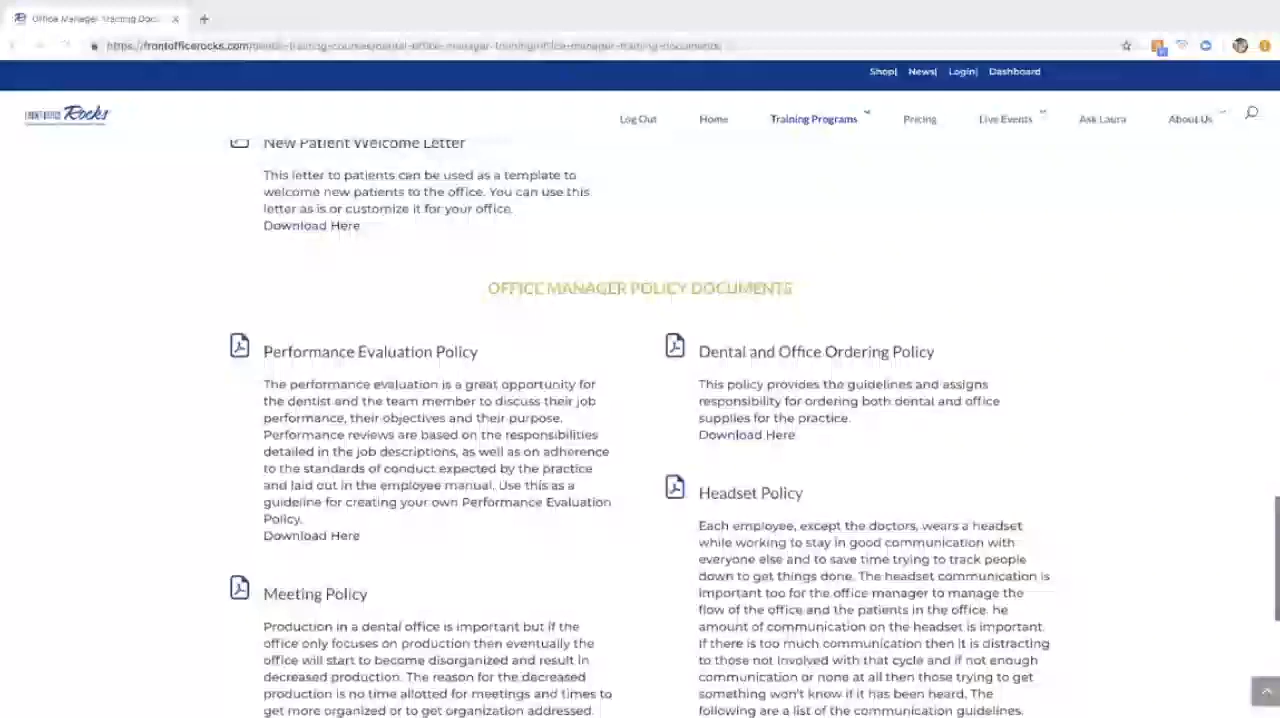 Office Manager Training Doc
https://frontofficerocks.com/dental-training-courses/dental-office-manager-training/office-manager-training-documents
Shop| News| Login| Dashboard
FRONT OFFICE Rocks
Log Out Home Training Programs Pricing Live Events Ask Laura About Us
New Patient Welcome Letter
This letter to patients can be used as a template to
welcome new patients to the office. You can use this
letter as is or customize it for your office.
Download Here
OFFICE MANAGER POLICY DOCUMENTS
Performance Evaluation Policy
The performance evaluation is a great opportunity for
the dentist and the team member to discuss their job
performance, their objectives and their purpose.
Performance reviews are based on the responsibilities
detailed in the job descriptions, as well as on adherence
to the standards of conduct expected by the practice
and laid out in the employee manual. Use this as a
guideline for creating your own Performance Evaluation
Policy.
Download Here
Meeting Policy
Production in a dental office is important but if the
office only focuses on production then eventually the
office will start to become disorganized and result in
decreased production. The reason for the decreased
production is no time allotted for meetings and times to
get more organized or to get organization addressed.
Dental and Office Ordering Policy
This policy provides the guidelines and assigns
responsibility for ordering both dental and office
supplies for the practice.
Download Here
Headset Policy
Each employee, except the doctors, wears a headset
while working to stay in good communication with
everyone else and to save time trying to track people
down to get things done. The headset communication is
important too for the office manager to manage the
flow of the office and the patients in the office. he
amount of communication on the headset is important.
If there is too much communication then it is distracting
to those not involved with that cycle and if not enough
communication or none at all then those trying to get
something won't know if it has been heard. The
following are a list of the communication guidelines.